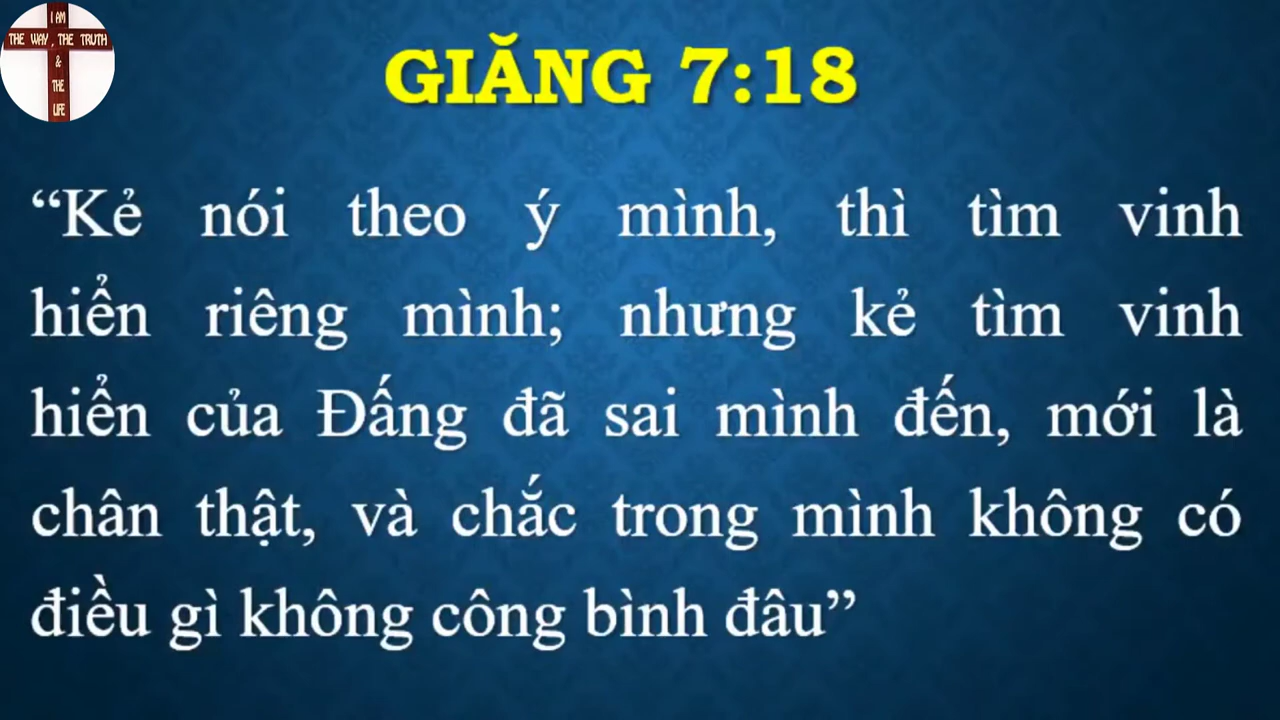 I AM
THE WAY, THE TRUTH
&
THE
LIFE
GIĂNG 7:18
“Kẻ nói theo ý mình, thì tìm vinh
hiển riêng mình; nhưng kẻ tìm vinh
hiển của Đấng đã sai mình đến, mới là
chân thật, và chắc trong mình không có
điều gì không công bình đâu”